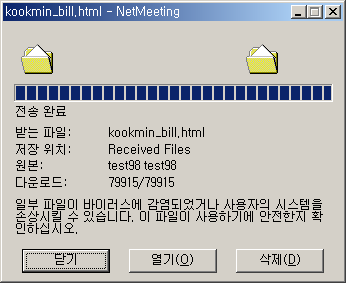 kookmin_bill.html - NetMeeting
전송 완료
받는 파일: kookmin_bill.html
저장 위치: Received Files
원본: test98 test98
다운로드: 79915/79915
일부 파일이 바이러스에 감염되었거나 사용자의 시스템을
손상시킬 수 있습니다. 이 파일이 사용하기에 안전한지 확
인하십시오.
닫기 열기(O) 삭제(D)